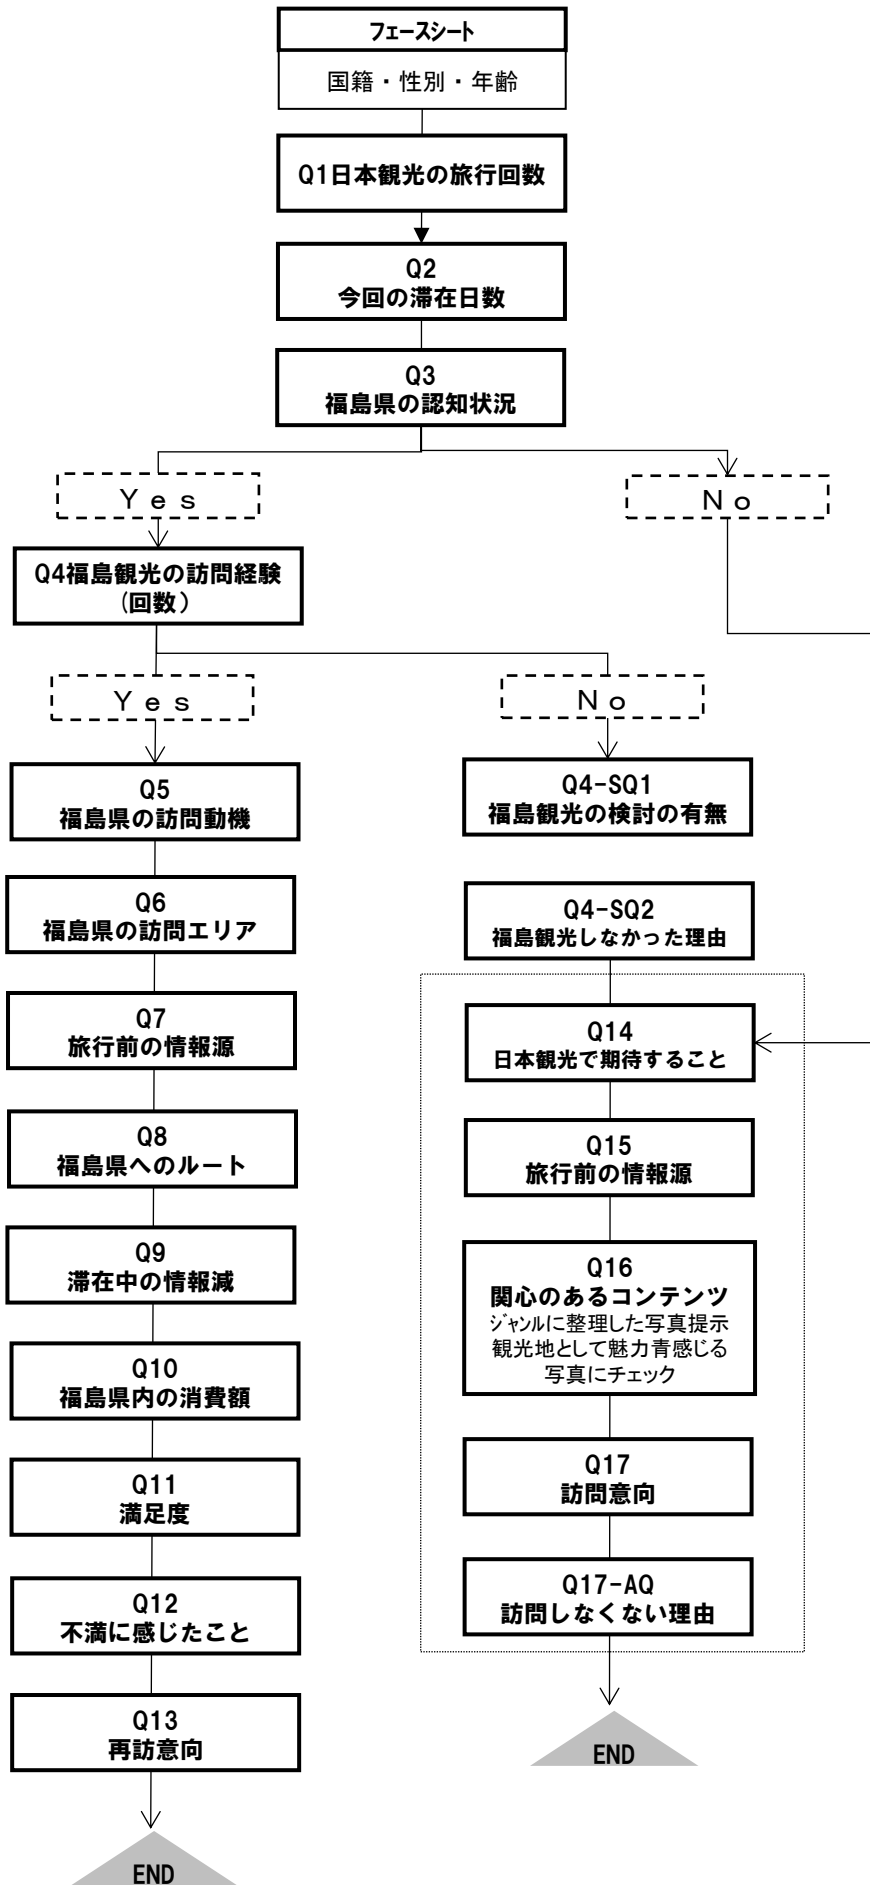 フェースシート
国籍・性別・年齢
Q1日本観光の旅行回数
Q2
今回の滞在日数
Q3
福島県の認知状況
Yes
No
Q4福島観光の訪問経験
(回数）
Yes
No
Q5
福島県の訪問動機
Q6
福島県の訪問エリア
Q7
旅行前の情報源
Q8
福島県へのルート
Q9
滞在中の情報減
Q10
福島県内の消費額
Q11
満足度
Q12
不満に感じたこと
Q13
再訪意向
END
Q4-SQ1
福島観光の検討の有無
Q4-SQ2
福島観光しなかった理由
Q14
日本観光で期待すること
Q15
旅行前の情報源
Q16
関心のあるコンテンツ
ｼﾞｬﾝﾙに整理した写真提示
観光地として魅力青感じる
写真にチェック
Q17
訪問意向
Q17-AQ
訪問しなくない理由
END